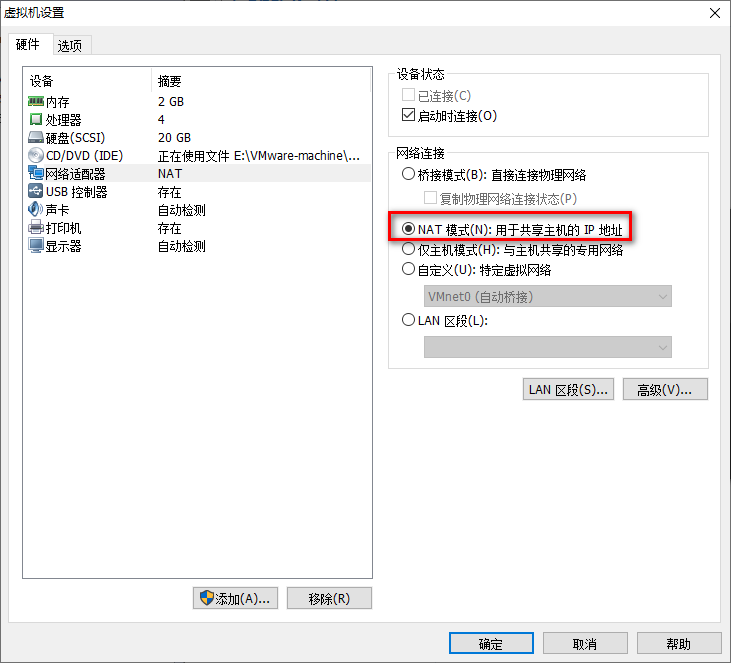 虚拟机设置
硬件 选项
设备 摘要
内存 2 GB
处理器 4
硬盘(SCSI) 20 GB
CD/DVD (IDE) 正在使用文件 E:\VMware-machine\...
网络适配器 NAT
USB 控制器 存在
声卡 自动检测
打印机 存在
显示器 自动检测
添加(A)... 移除(R)
设备状态
已连接(C)
启动时连接(O)
网络连接
桥接模式(B): 直接连接物理网络
复制物理网络连接状态(P)
NAT 模式(N): 用于共享主机的 IP 地址
仅主机模式(H): 与主机共享的专用网络
自定义(U): 特定虚拟网络
VMnet0 (自动桥接)
LAN 区段(L):
LAN 区段(S)... 高级(V)...
确定 取消 帮助